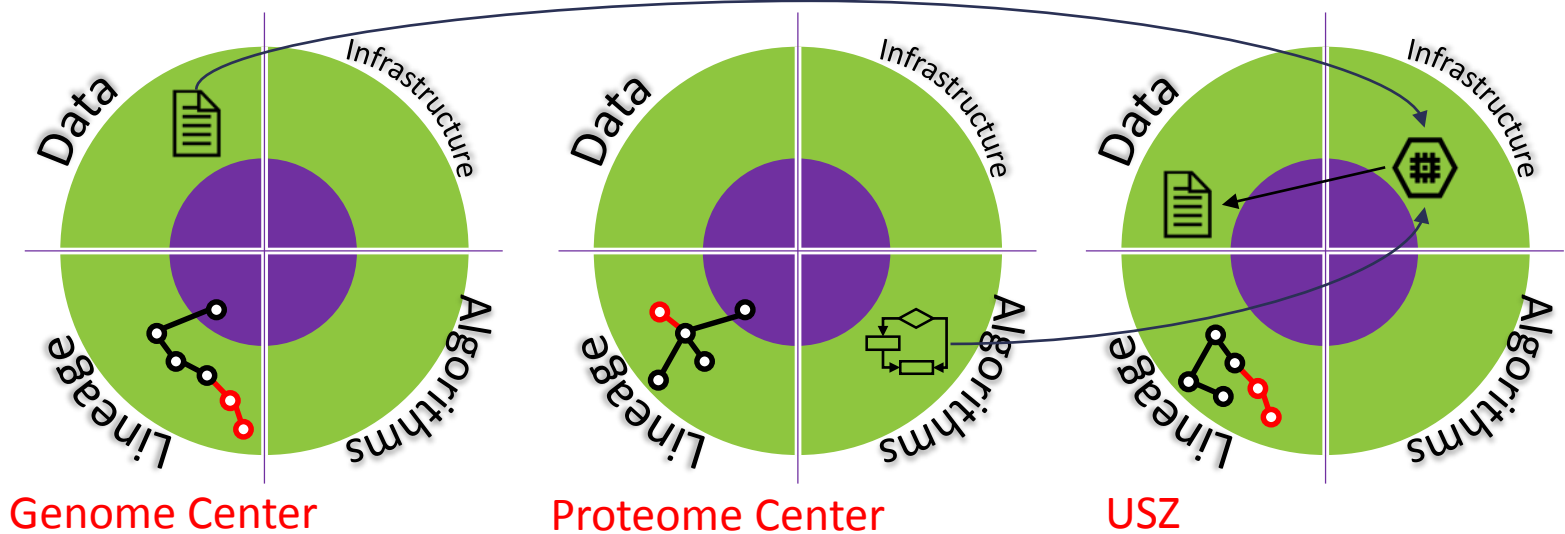 Data
Infrastructure
Lineage
Algorithms
Genome Center
Data
Infrastructure
Lineage
Algorithms
Proteome Center
Data
Infrastructure
Lineage
Algorithms
USZ